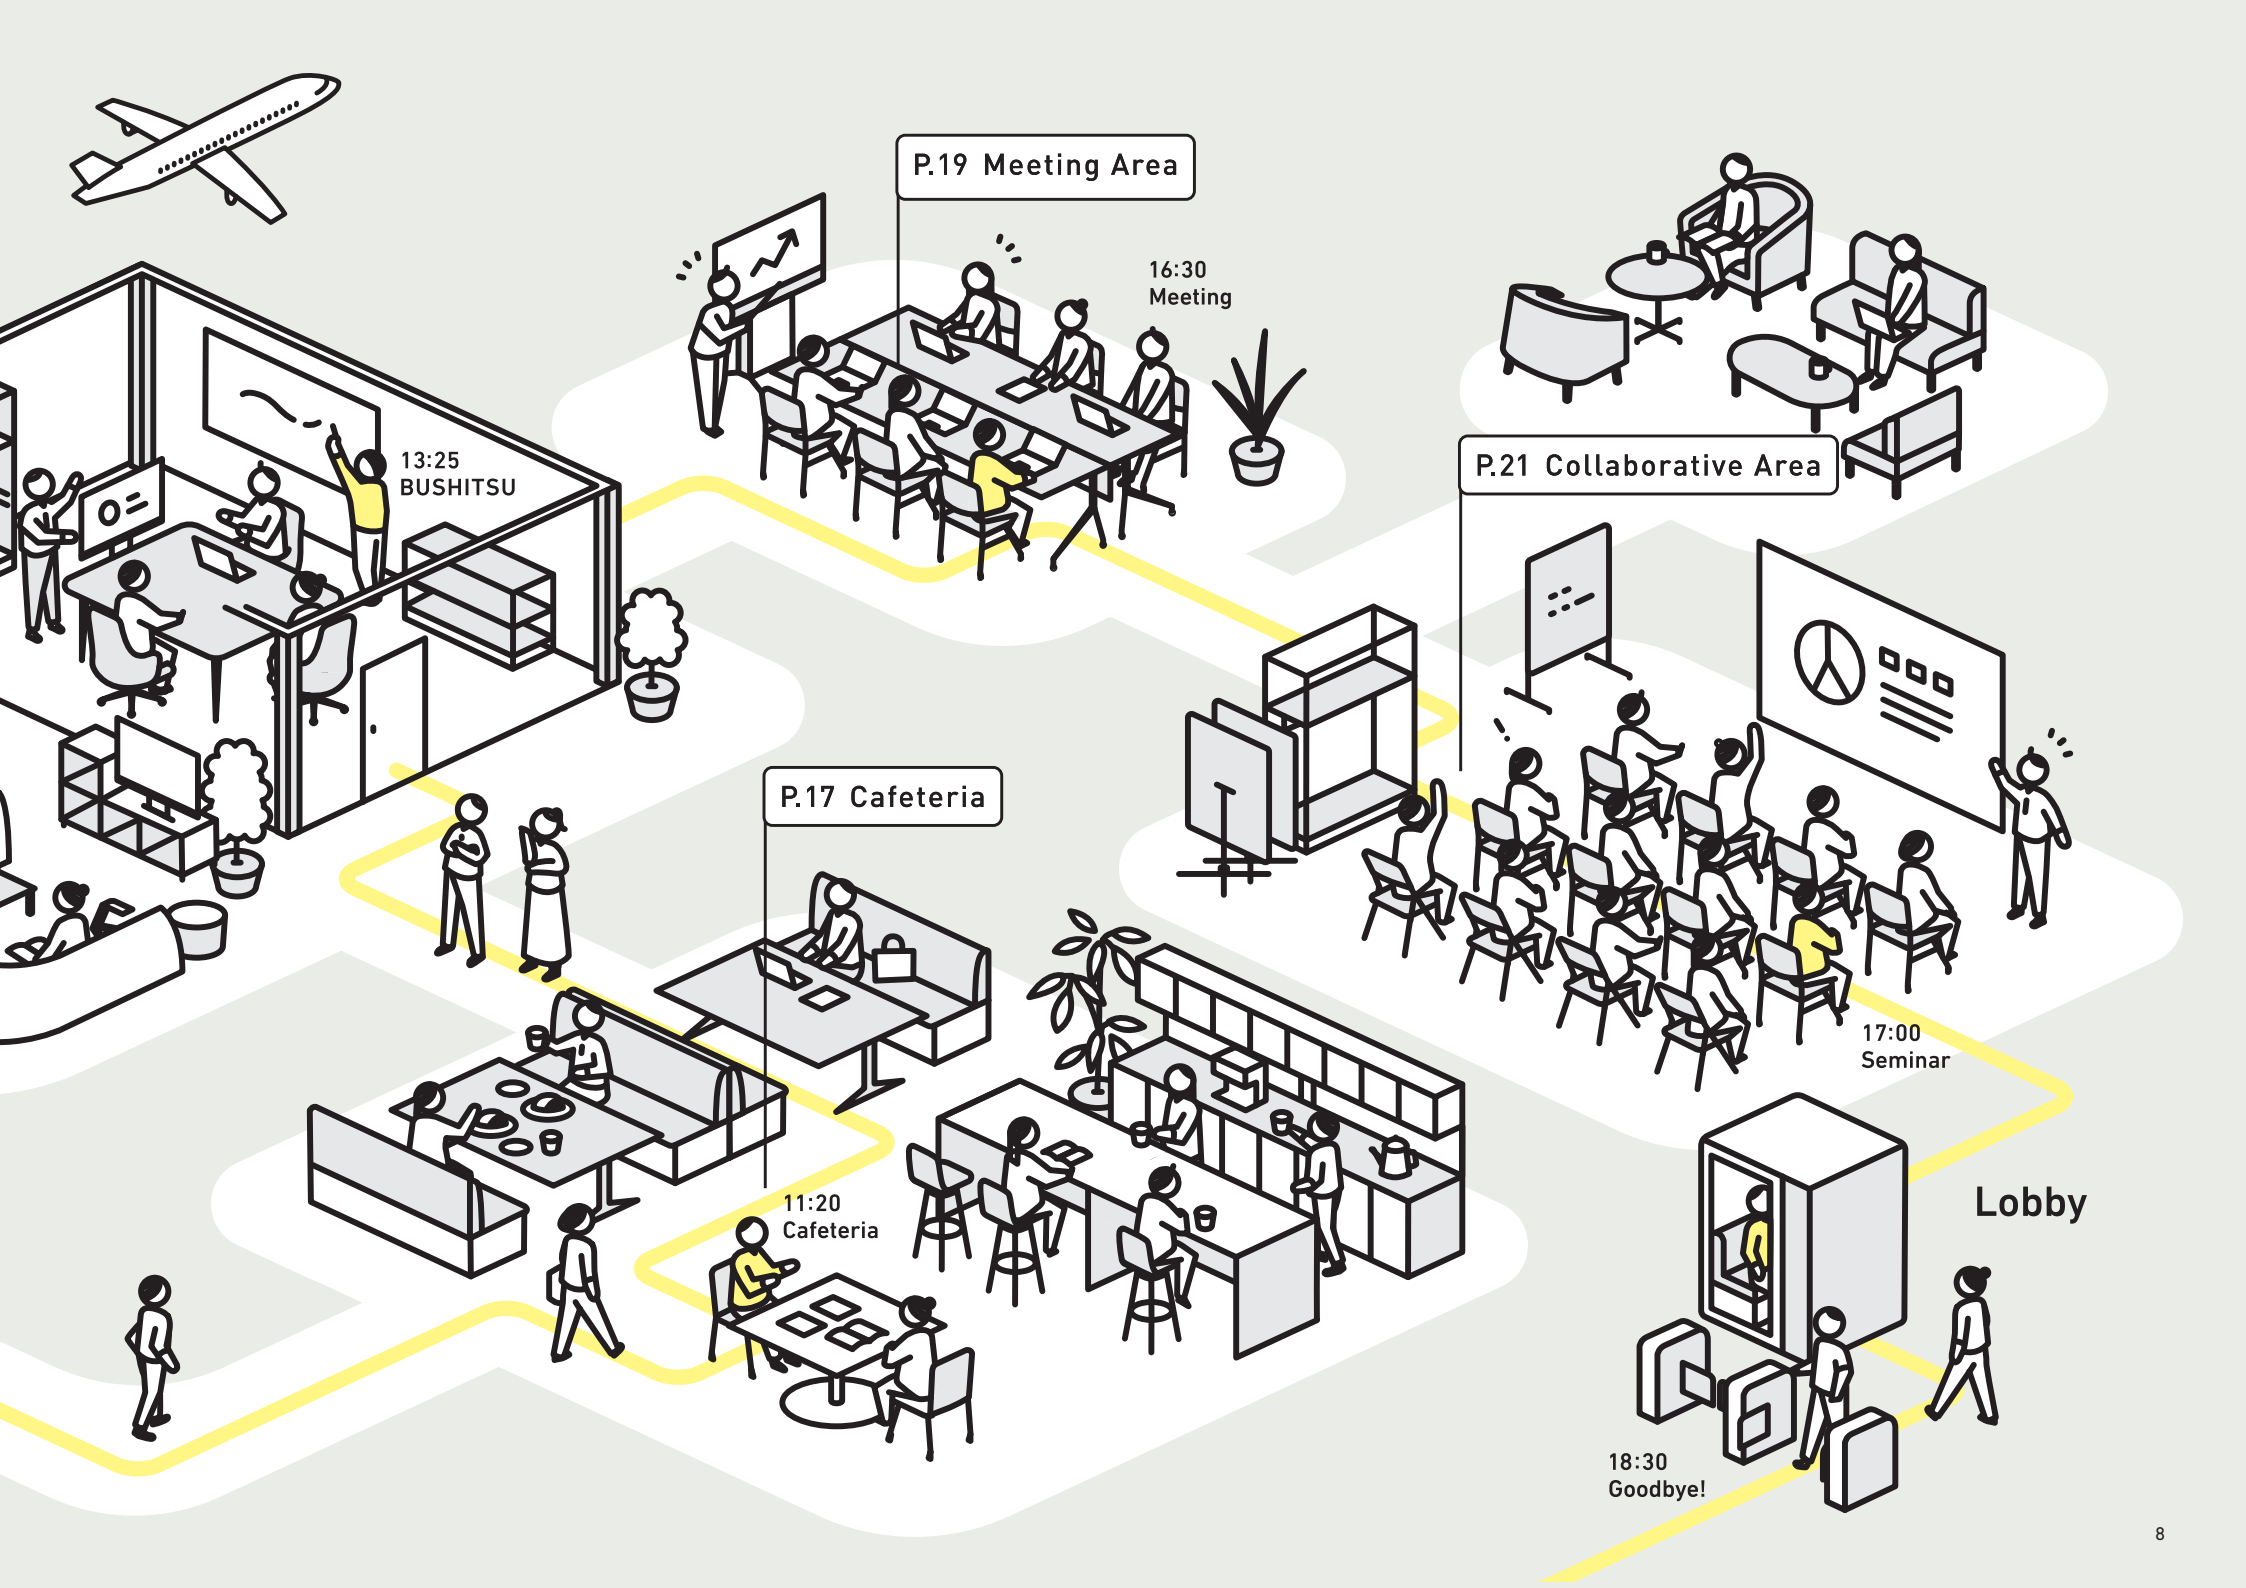 P.19 Meeting Area
16:30
Meeting
13:25
BUSHITSU
P.21 Collaborative Area
P.17 Cafeteria
17:00
Seminar
11:20
Cafeteria
Lobby
18:30
Goodbye!
8